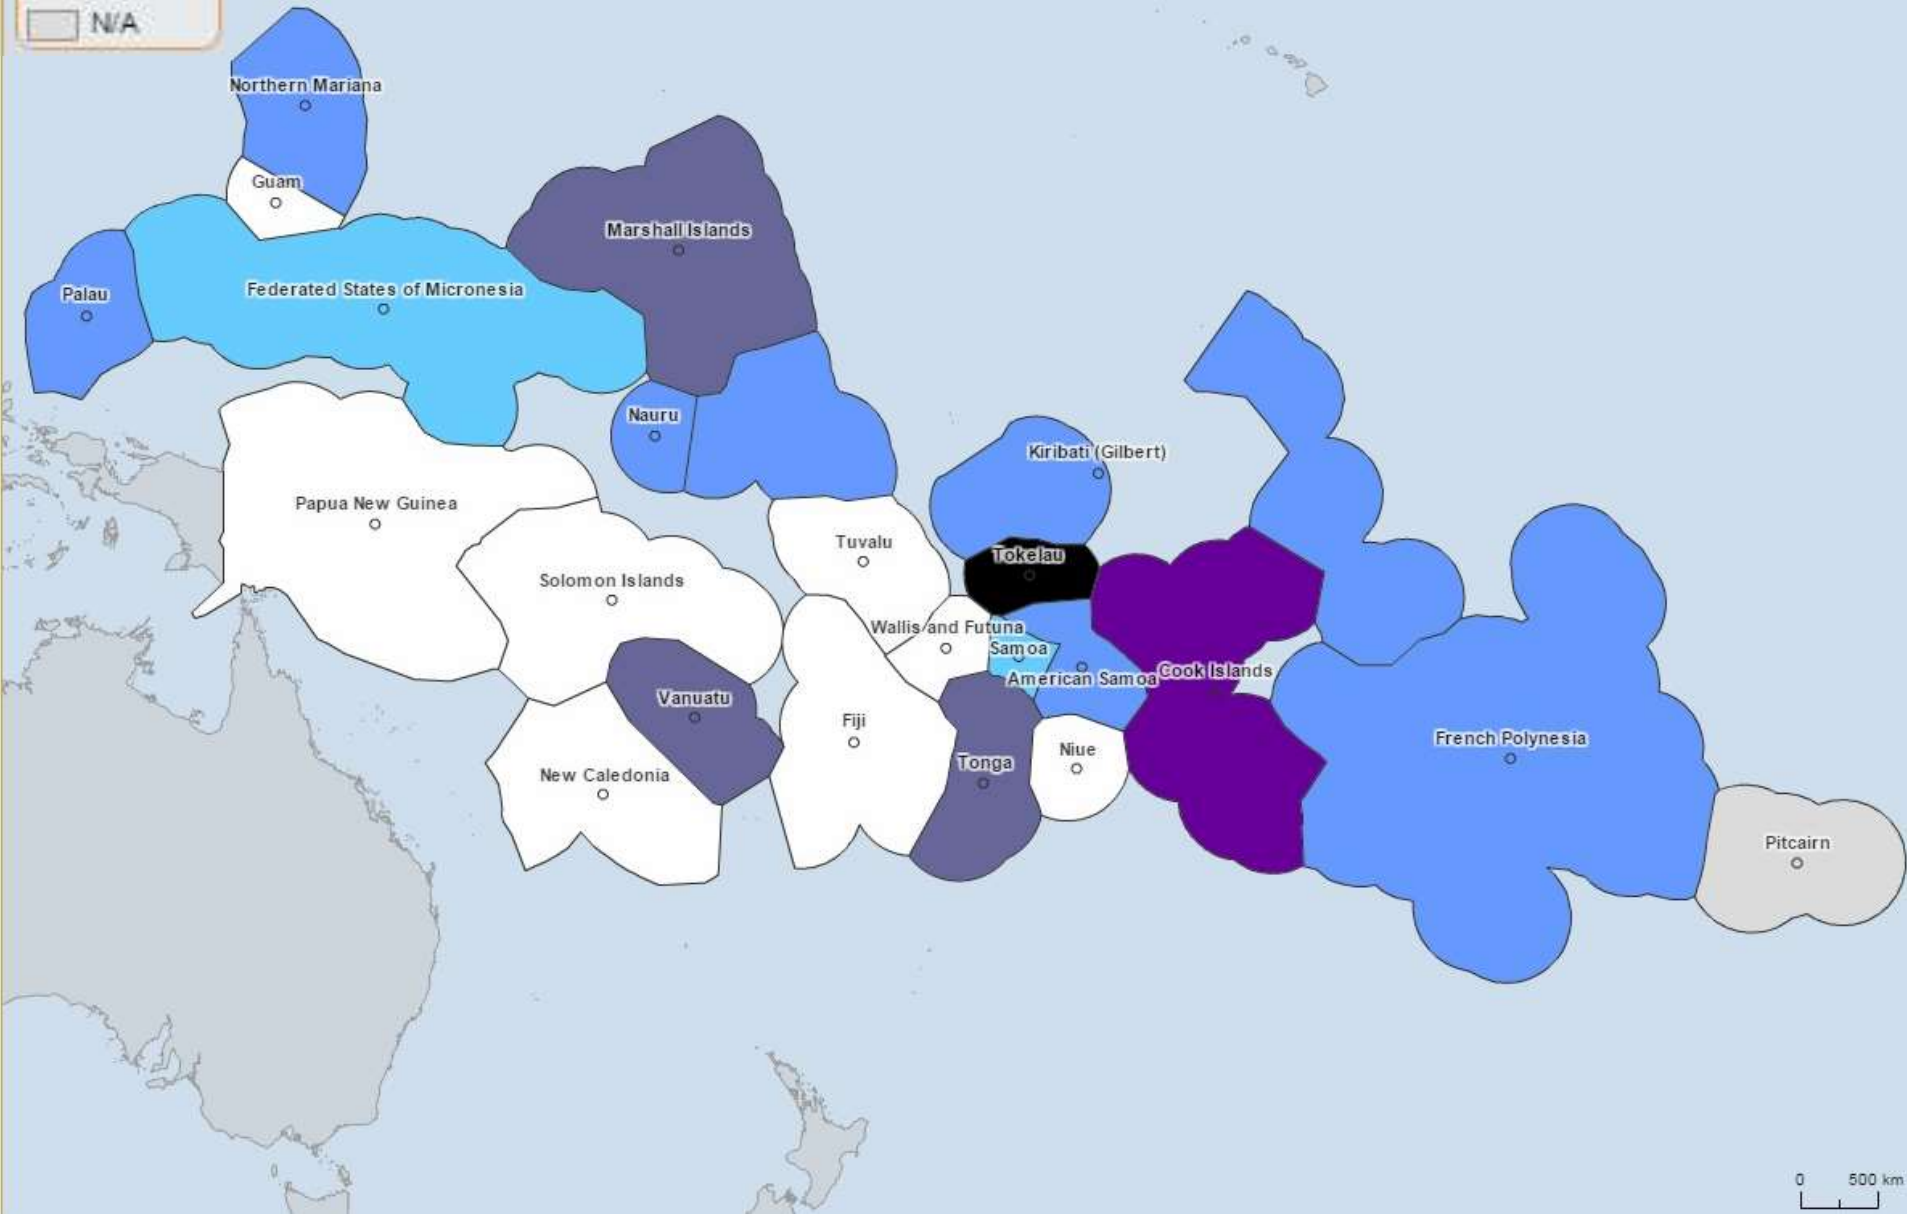 N/A
Northern Mariana
Guam
Marshall Islands
Federated States of Micronesia
Palau
Nauru
Kiribati (Gilbert)
Papua New Guinea
Tuvalu
Tokelau
Solomon Islands
Wallis and Futuna
Samoa
Cook Islands
American Samoa
Vanuatu
Fiji
French Polynesia
Niue
Tonga
New Caledonia
Pitcairn
0 500 km